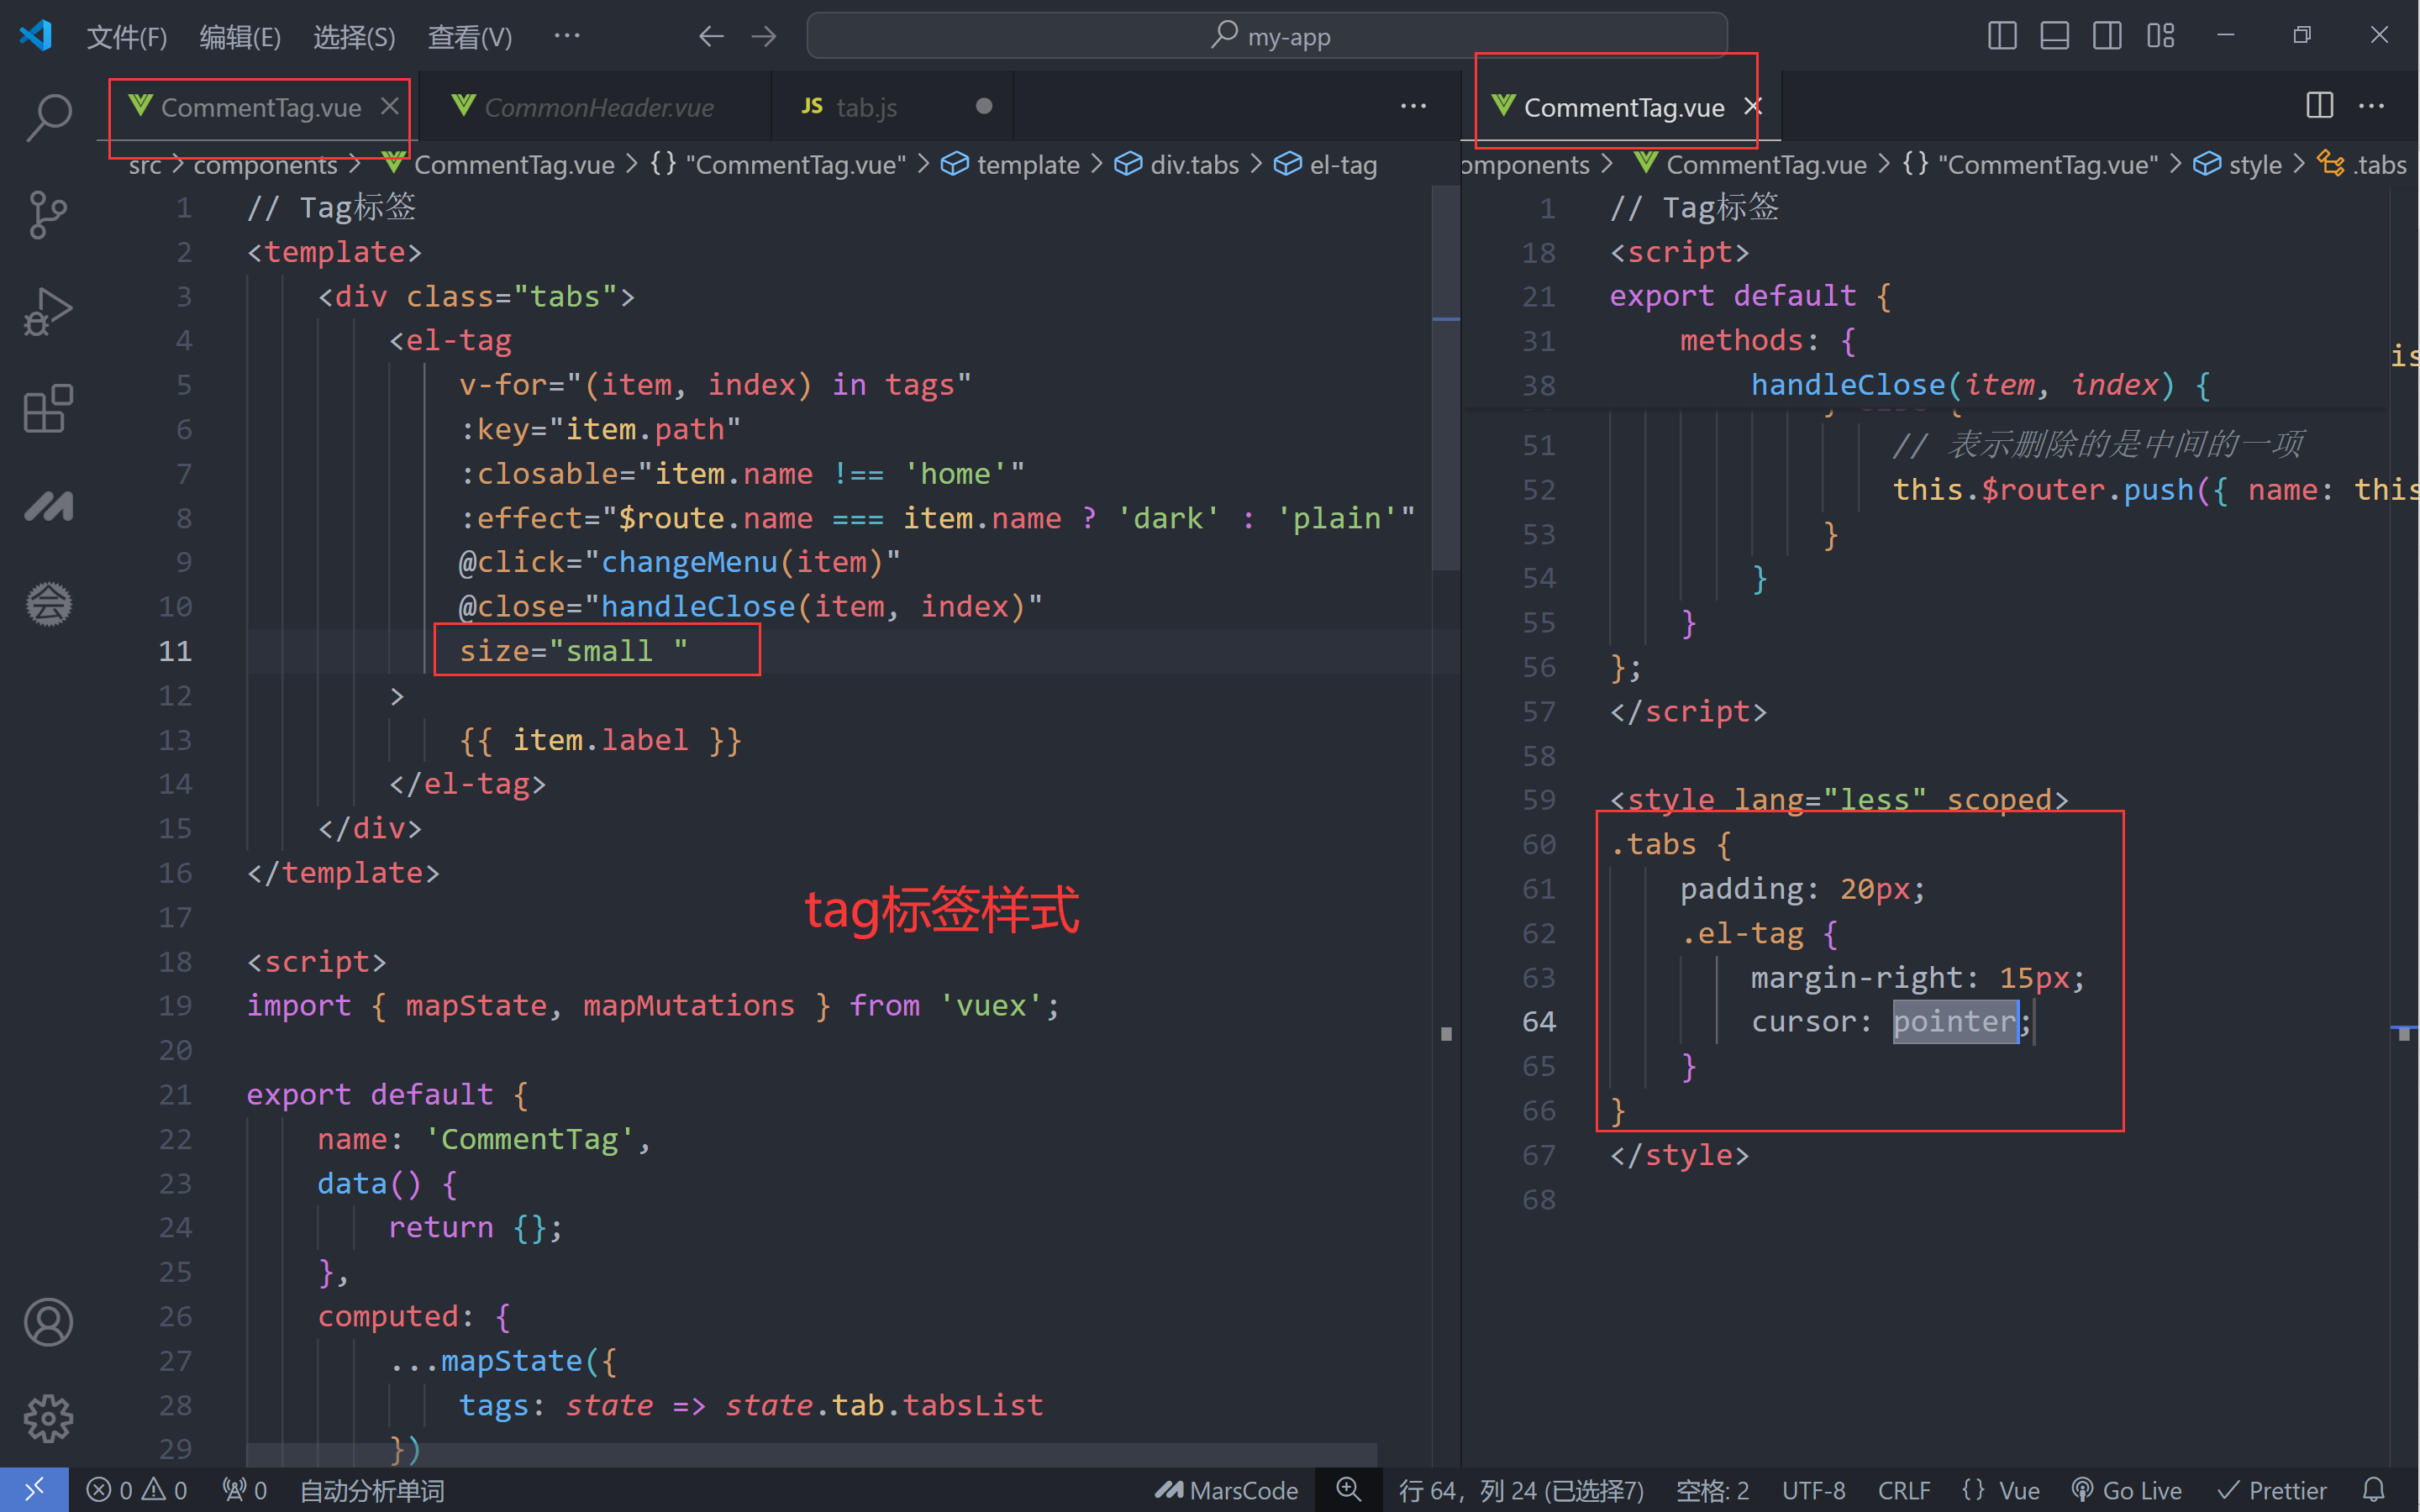 文件(F) 编辑(E) 选择(S) 查看(V) ··· my-app
CommentTag.vue CommonHeader.vue JS tab.js ···
src > components > CommentTag.vue > {} "CommentTag.vue" > template > div.tabs > el-tag
1 // Tag标签
2 <template>
3 <div class="tabs">
4 <el-tag
5 v-for="(item, index) in tags"
6 :key="item.path"
7 :closable="item.name !== 'home'"
8 :effect="$route.name === item.name ? 'dark' : 'plain'"
9 @click="changeMenu(item)"
10 @close="handleClose(item, index)"
11 size="small "
12 >
13 {{ item.label }}
14 </el-tag>
15 </div>
16 </template>
17
18 <script>
19 import { mapState, mapMutations } from 'vuex';
20
21 export default {
22 name: 'CommentTag',
23 data() {
24 return {};
25 },
26 computed: {
27 ...mapState({
28 tags: state => state.tab.tabsList
29 })
tag标签样式
CommentTag.vue ···
omponents > CommentTag.vue > {} "CommentTag.vue" > style > .tabs
1 // Tag标签
18 <script>
21 export default {
31 methods: {
38 handleClose(item, index) {
51 // 表示删除的是中间的一项
52 this.$router.push({ name: this
53 }
54 }
55 }
56 };
57 </script>
58
59 <style lang="less" scoped>
60 .tabs {
61 padding: 20px;
62 .el-tag {
63 margin-right: 15px;
64 cursor: pointer;
65 }
66 }
67 </style>
68
0 0 0 自动分析单词 MarsCode 行 64，列 24 (已选择7) 空格: 2 UTF-8 CRLF {} Vue Go Live Prettier